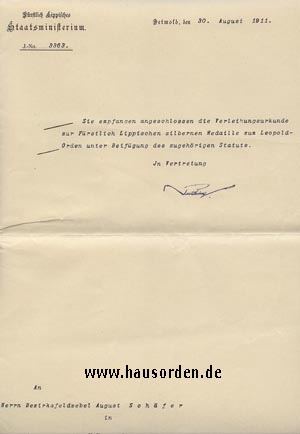 Fürstlich Lippisches
Staatsministerium.
J.-No. 3363.
Detmold, den 30. August 1911.
Sie empfangen angeschlossen die Verleihungsurkunde
zur Fürstlich Lippischen silbernen Medaille zum Leopold-
Orden unter Beifügung des zugehörigen Statuts.
Jn Vertretung
www.hausorden.de
An
Herrn Bezirksfeldwebel August Schäfer
in